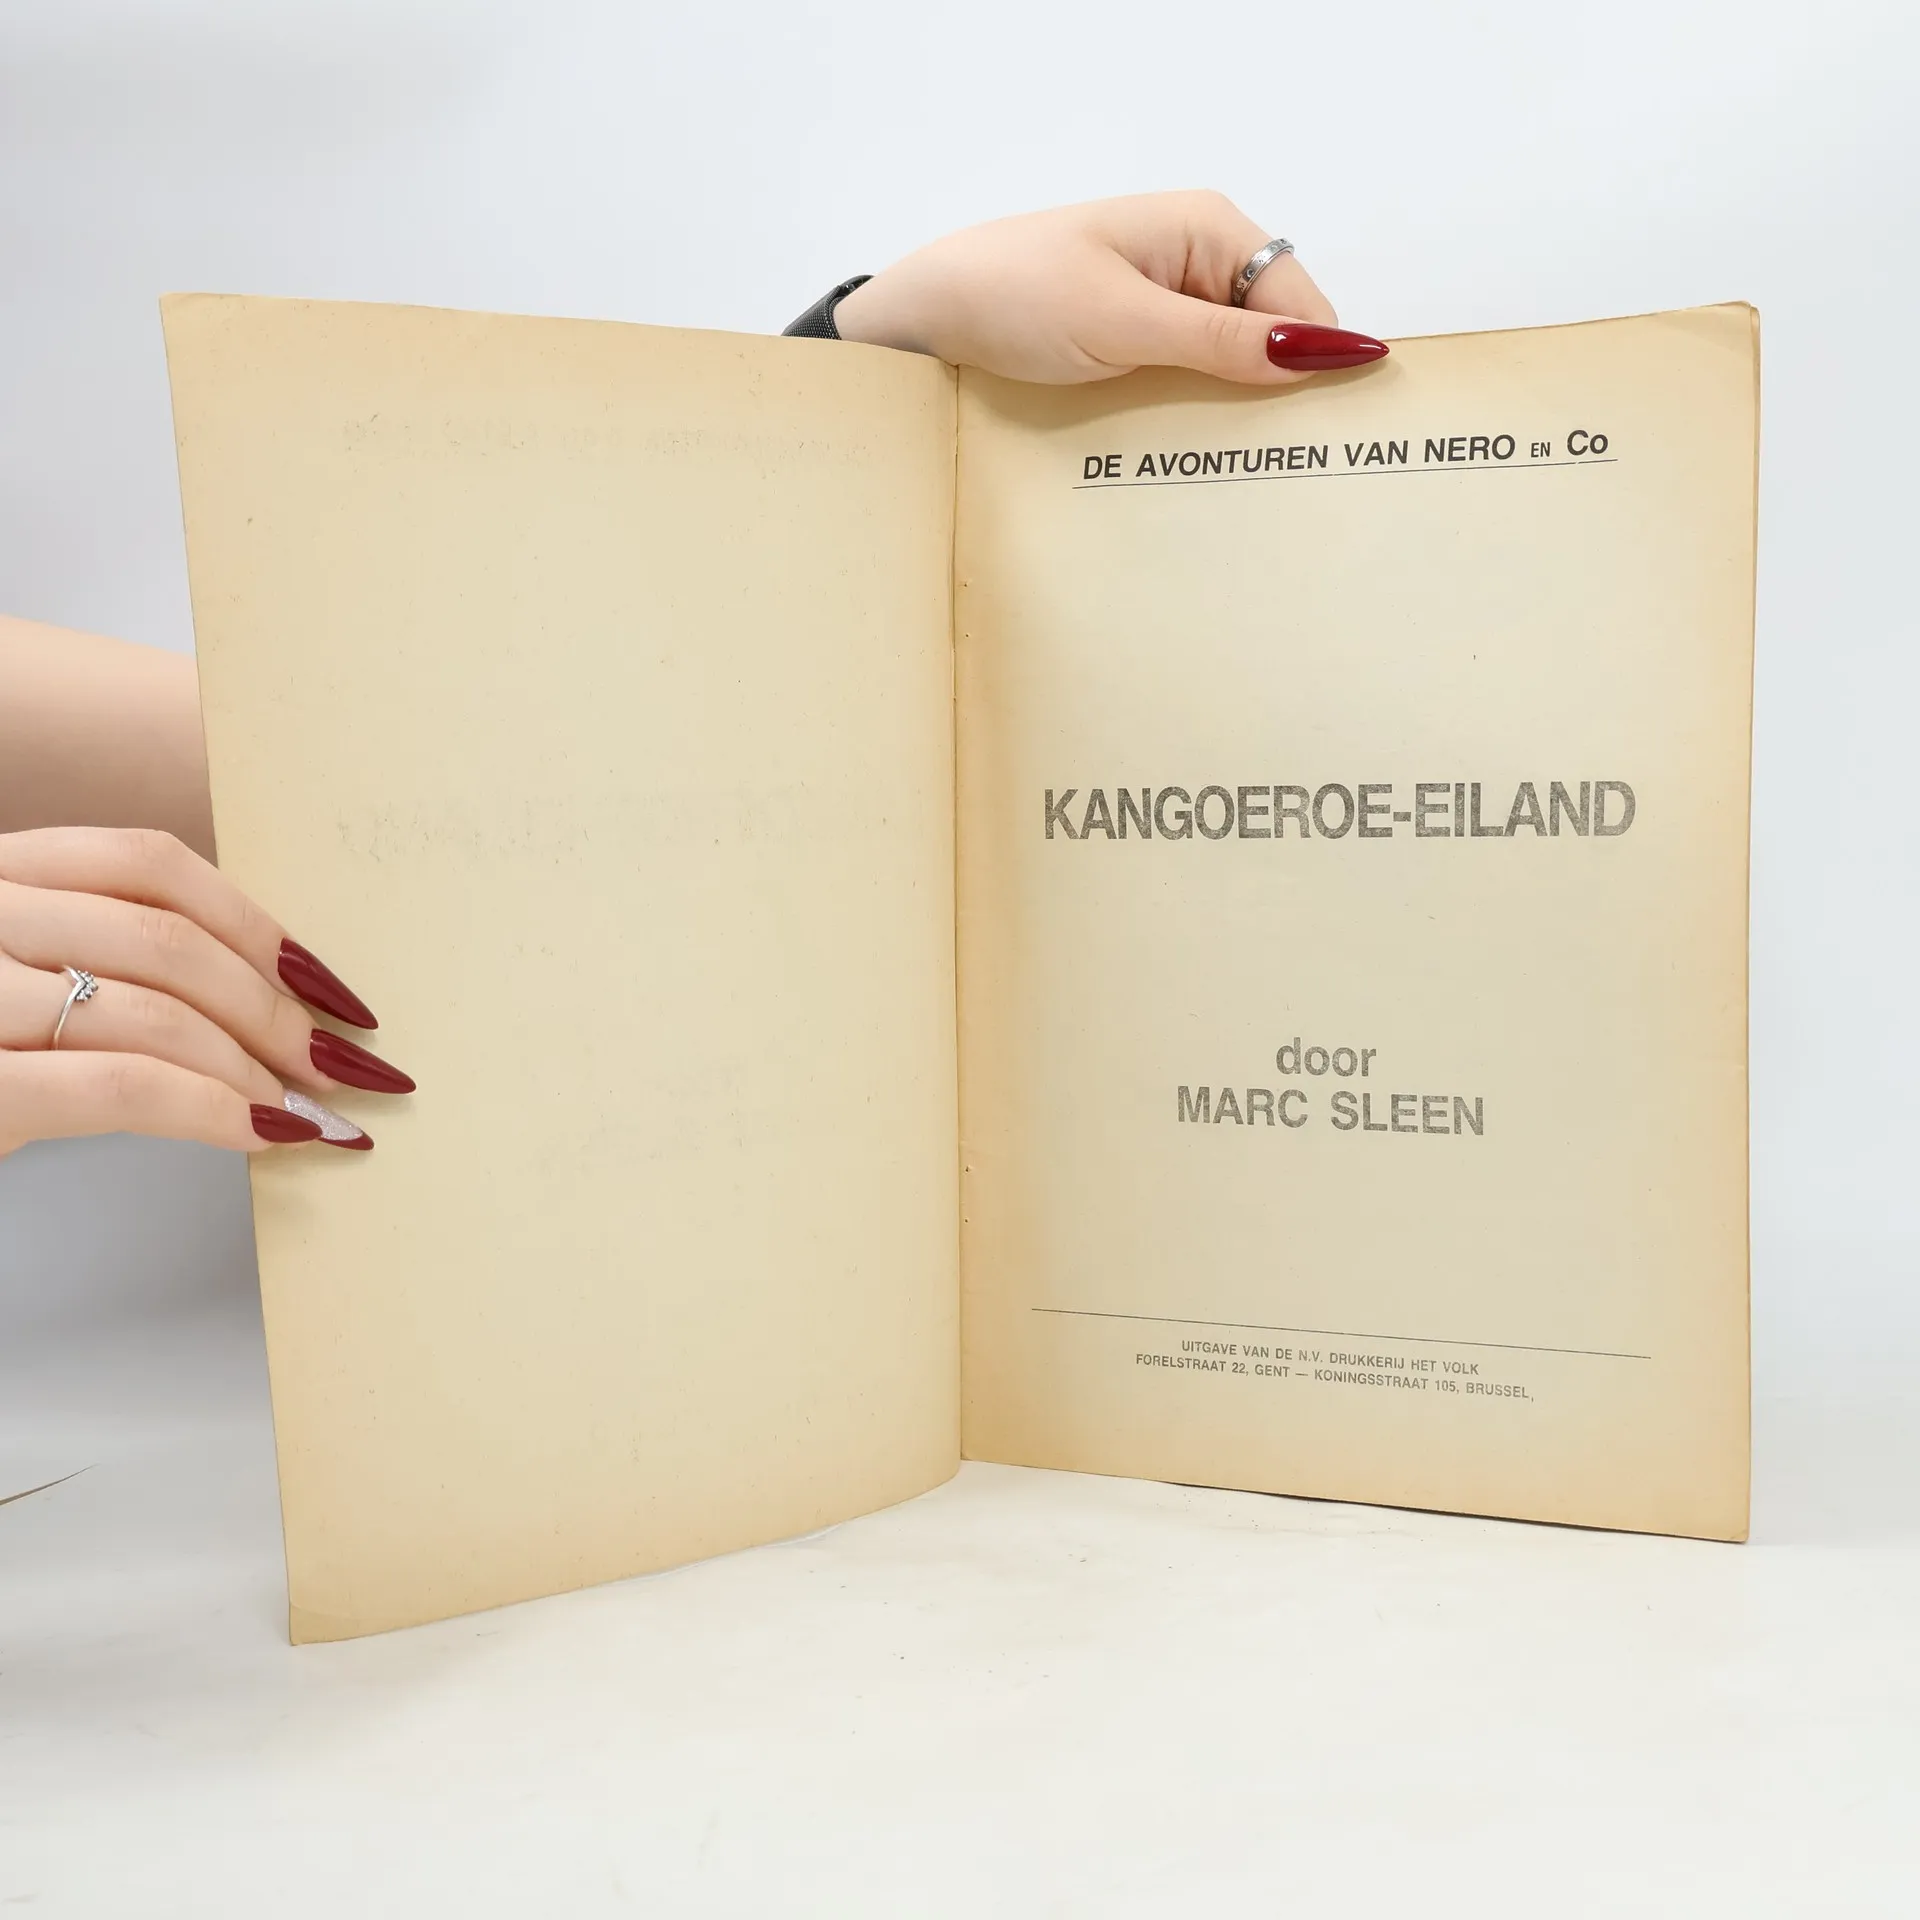 DE AVONTUREN VAN NERO EN Co
KANGOEROE-EILAND
door
MARC SLEEN
UITGAVE VAN DE N.V. DRUKKERIJ HET VOLK
FORELSTRAAT 22, GENT — KONINGSSTRAAT 105, BRUSSEL,